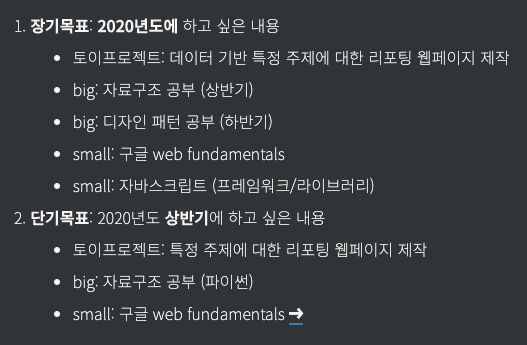 1. 장기목표: 2020년도에 하고 싶은 내용
• 토이프로젝트: 데이터 기반 특정 주제에 대한 리포팅 웹페이지 제작
• big: 자료구조 공부 (상반기)
• big: 디자인 패턴 공부 (하반기)
• small: 구글 web fundamentals
• small: 자바스크립트 (프레임워크/라이브러리)
2. 단기목표: 2020년도 상반기에 하고 싶은 내용
• 토이프로젝트: 특정 주제에 대한 리포팅 웹페이지 제작
• big: 자료구조 공부 (파이썬)
• small: 구글 web fundamentals ➜